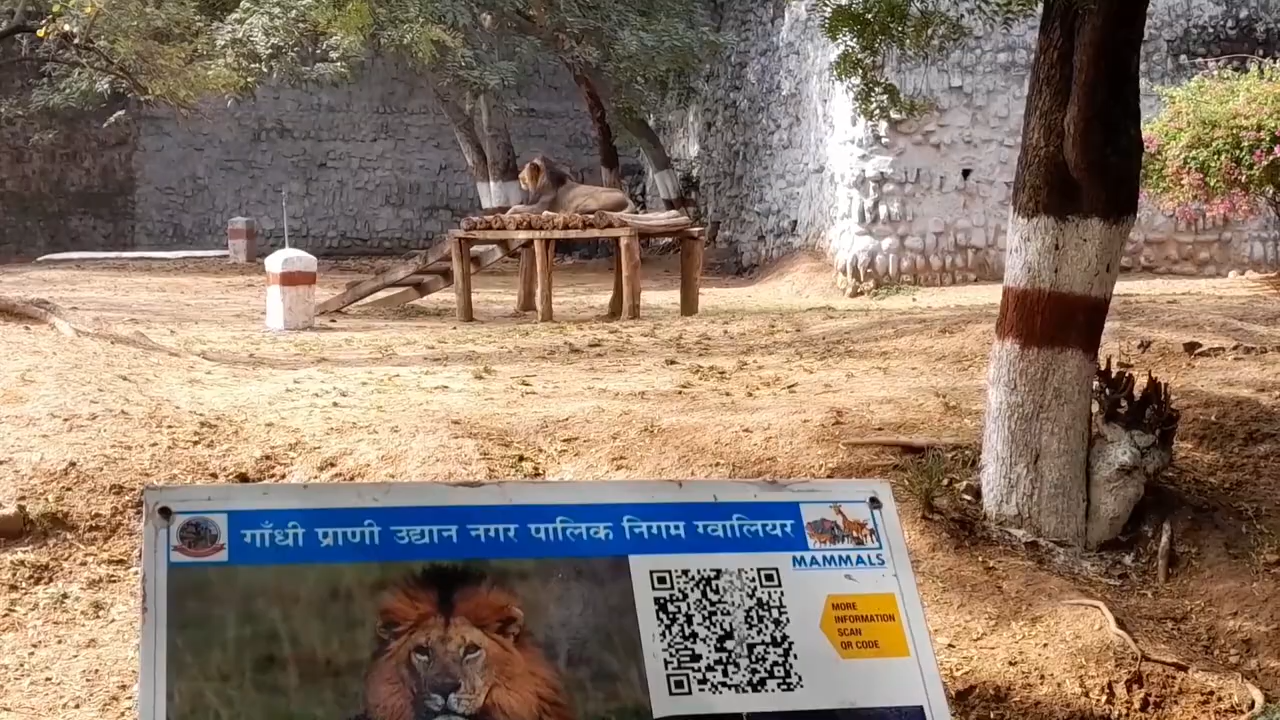 गाँधी प्राणी उद्यान नगर पालिक निगम ग्वालियर
MAMMALS
MORE
INFORMATION
SCAN
QR CODE